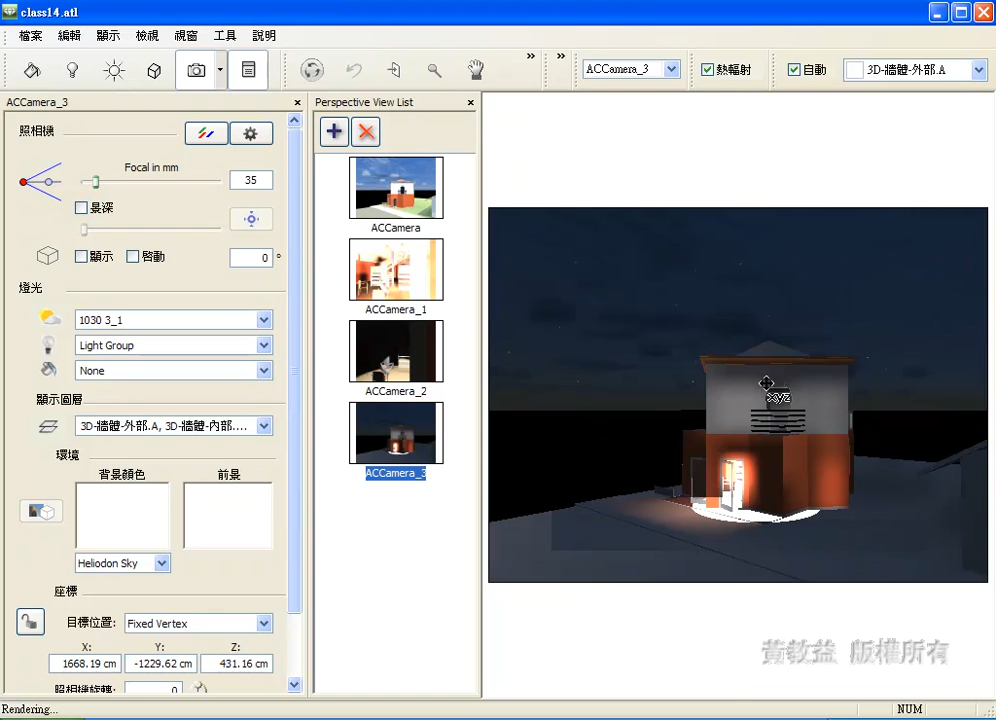 class14.atl
檔案 編輯 顯示 檢視 視窗 工具 說明
ACCamera_3 熱輻射 自動 3D-牆體-外部.A
ACCamera_3
照相機
Focal in mm
35
景深
顯示 啓動 0 °
燈光
1030 3_1
Light Group
None
顯示圖層
3D-牆體-外部.A, 3D-牆體-內部....
環境
背景顏色 前景
Heliodon Sky
座標
目標位置: Fixed Vertex
X: Y: Z:
1668.19 cm -1229.62 cm 431.16 cm
照相機旋轉: 0
Perspective View List
ACCamera
ACCamera_1
ACCamera_2
ACCamera_3
xyz
黃敎益 版權所有
Rendering...
NUM